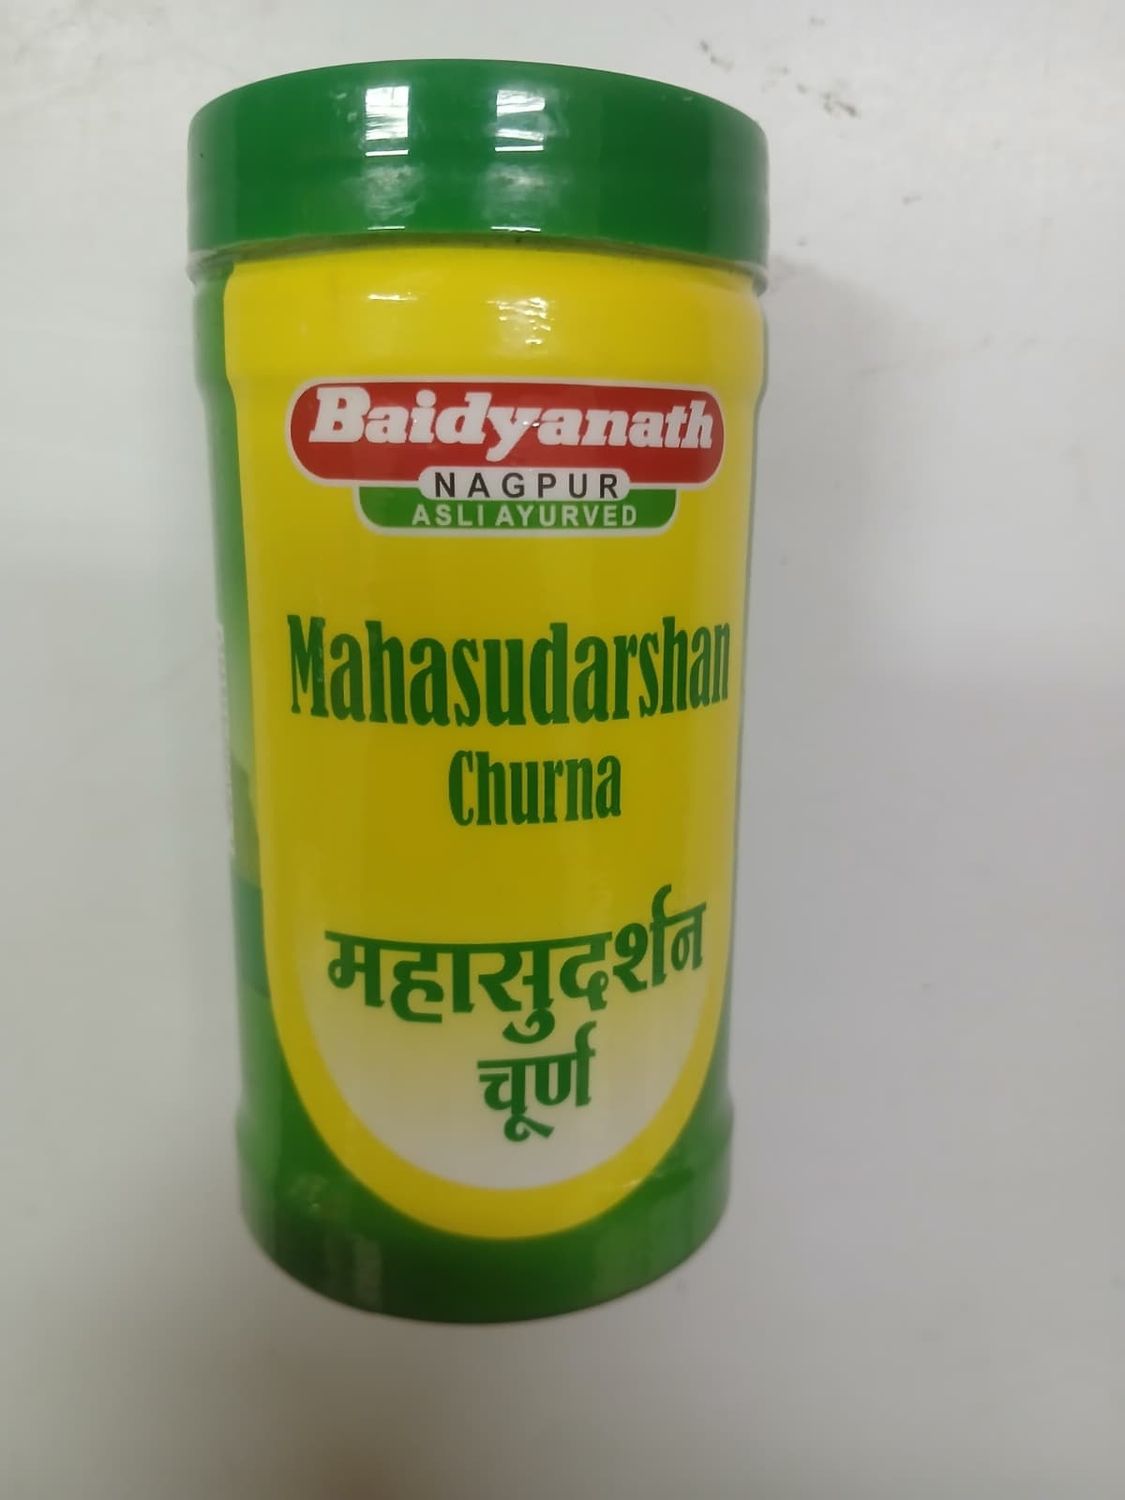 Baidyanath
NAGPUR
ASLI AYURVED
Mahasudarshan
Churna
महासुदर्शन
चूर्ण